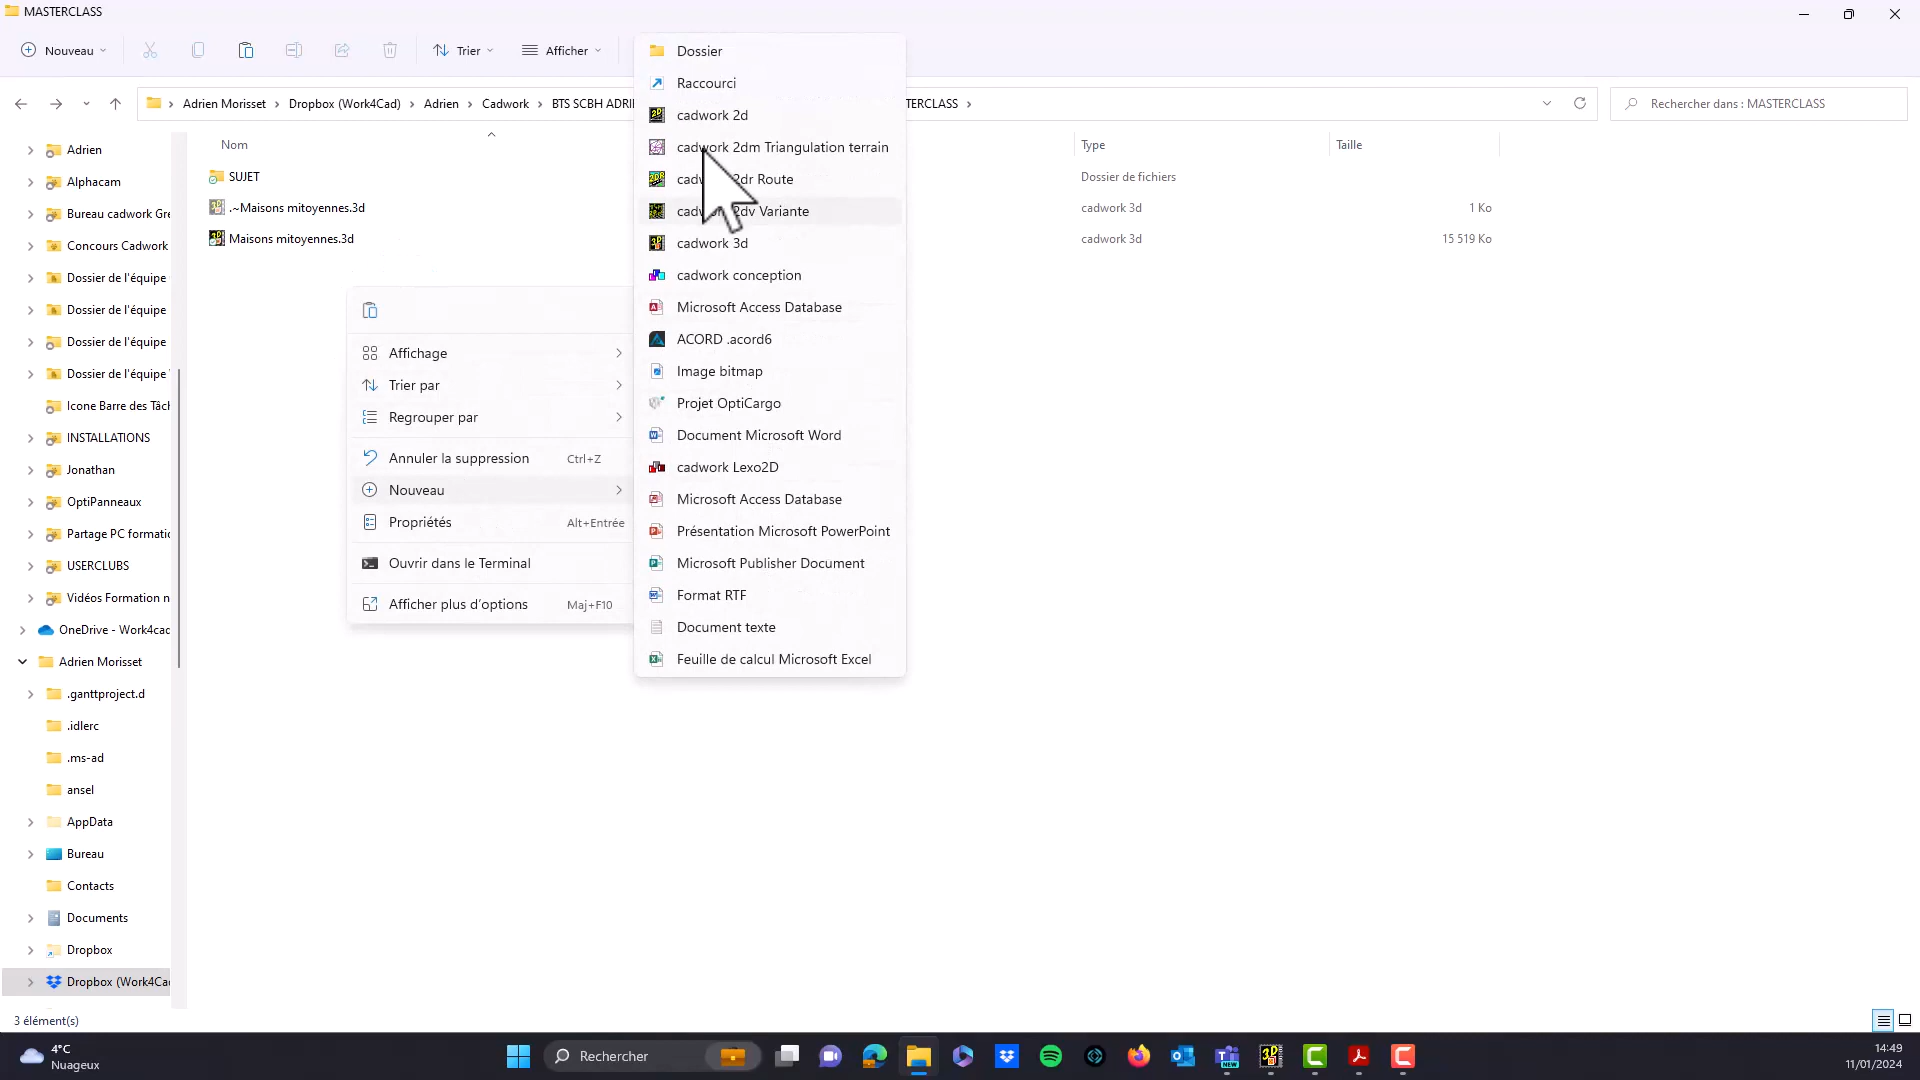 MASTERCLASS
Nouveau
Trier
Afficher
Adrien Morisset
Dropbox (Work4Cad)
Adrien
Cadwork
BTS SCBH ADRIE
TERCLASS
Rechercher dans : MASTERCLASS
Adrien
Alphacam
Bureau cadwork Gre
Concours Cadwork
Dossier de l'équipe
Dossier de l'équipe
Dossier de l'équipe
Dossier de l'équipe
Icone Barre des Tâch
INSTALLATIONS
Jonathan
OptiPanneaux
Partage PC formatic
USERCLUBS
Vidéos Formation n
OneDrive - Work4cad
Adrien Morisset
.ganttproject.d
.idlerc
.ms-ad
ansel
AppData
Bureau
Contacts
Documents
Dropbox
Dropbox (Work4Cad
Nom
Type
Taille
SUJET
Dossier de fichiers
.~Maisons mitoyennes.3d
cadwork 3d
1 Ko
Maisons mitoyennes.3d
cadwork 3d
15 519 Ko
Affichage
Trier par
Regrouper par
Annuler la suppression Ctrl+Z
Nouveau
Propriétés Alt+Entrée
Ouvrir dans le Terminal
Afficher plus d'options Maj+F10
Dossier
Raccourci
cadwork 2d
cadwork 2dm Triangulation terrain
cadwork 2dr Route
cadwork 2dv Variante
cadwork 3d
cadwork conception
Microsoft Access Database
ACORD .acord6
Image bitmap
Projet OptiCargo
Document Microsoft Word
cadwork Lexo2D
Microsoft Access Database
Présentation Microsoft PowerPoint
Microsoft Publisher Document
Format RTF
Document texte
Feuille de calcul Microsoft Excel
3 élément(s)
4°C
Nuageux
Rechercher
14:49
11/01/2024